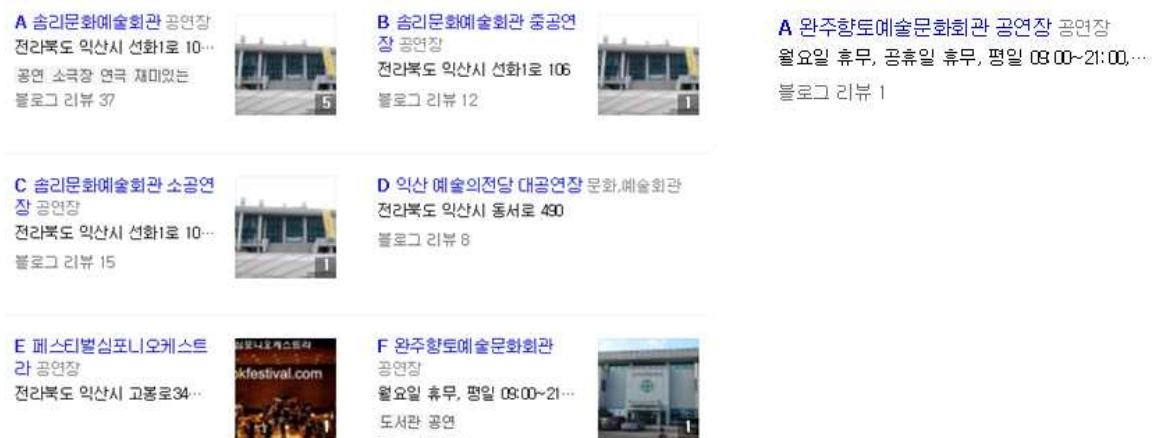 A 솜리문화예술회관 공연장
전라북도 익산시 선화1로 10…
공연 소극장 연극 재미있는
블로그 리뷰 37
5
B 솜리문화예술회관 중공연
장 공연장
전라북도 익산시 선화1로 106
블로그 리뷰 12
1
C 솜리문화예술회관 소공연
장 공연장
전라북도 익산시 선화1로 10…
블로그 리뷰 15
1
D 익산 예술의전당 대공연장 문화,예술회관
전라북도 익산시 동서로 490
블로그 리뷰 8
E 페스티벌심포니오케스트
라 공연장
전라북도 익산시 고봉로34…
심포니오케스트라
okfestival.com
1
F 완주향토예술문화회관
공연장
월요일 휴무, 평일 09:00~21…
도서관 공연
1
A 완주향토예술문화회관 공연장 공연장
월요일 휴무, 공휴일 휴무, 평일 09:00~21:00,…
블로그 리뷰 1